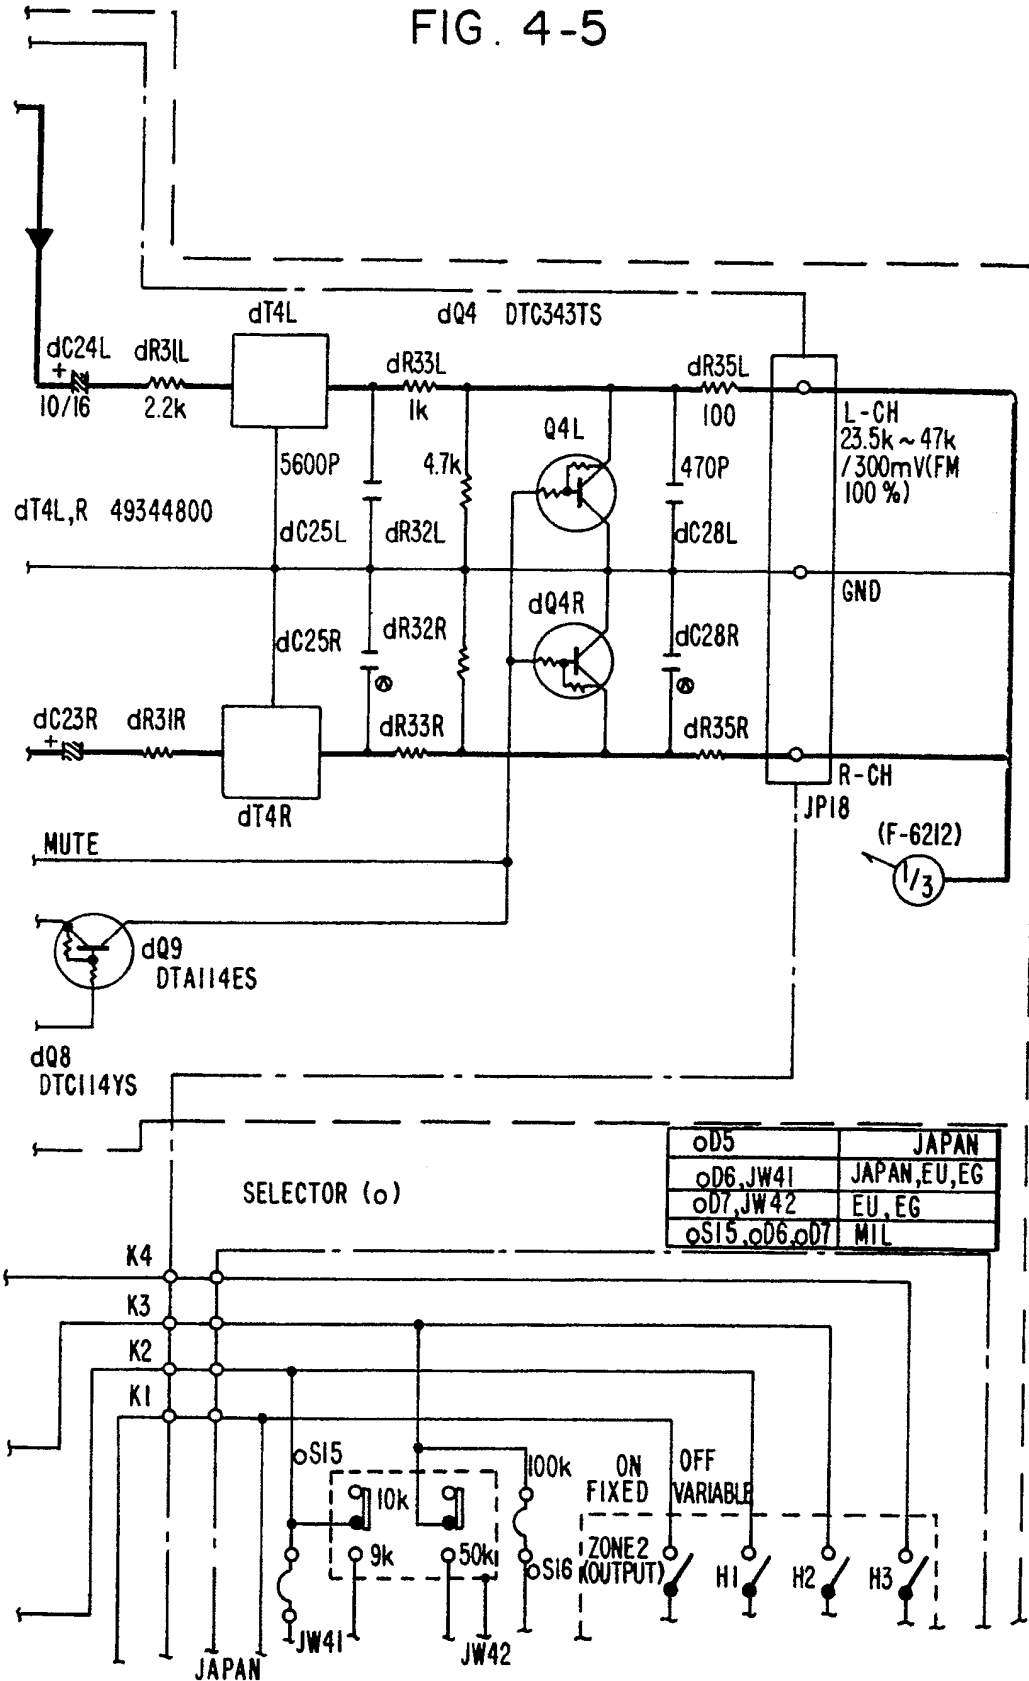 FIG. 4-5
dT4L
dQ4 DTC343TS
dC24L
dR31L
dR33L
dR35L
+
10/16
2.2k
1k
100
L-CH
23.5k ~ 47k
/300mV(FM
100 %)
Q4L
5600P
4.7k
470P
dT4L,R 49344800
dC25L
dR32L
dC28L
GND
dQ4R
dC25R
dR32R
dC28R
dC23R
dR31R
dR33R
dR35R
+
R-CH
dT4R
JP18
MUTE
(F-6212)
1/3
dQ9
DTA114ES
dQ8
DTC114YS
oD5 JAPAN
oD6,JW41 JAPAN,EU,EG
oD7,JW42 EU,EG
oS15,oD6,oD7 MIL
SELECTOR (o)
K4
K3
K2
K1
oS15
10k
100k
ON OFF
FIXED VARIABLE
9k
50k
oS16
ZONE2
(OUTPUT)
H1
H2
H3
JW41
JW42
JAPAN